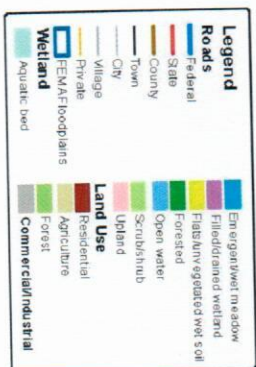 Legend
Roads
Federal
State
County
Town
City
Village
Private
FEMA Floodplains
Wetland
Aquatic bed
Emergent/wet meadow
Filled/drained wetland
Flats/unvegetated wet soil
Forested
Open water
Scrub/shrub
Upland
Land Use
Residential
Agriculture
Forest
Commercial/Industrial